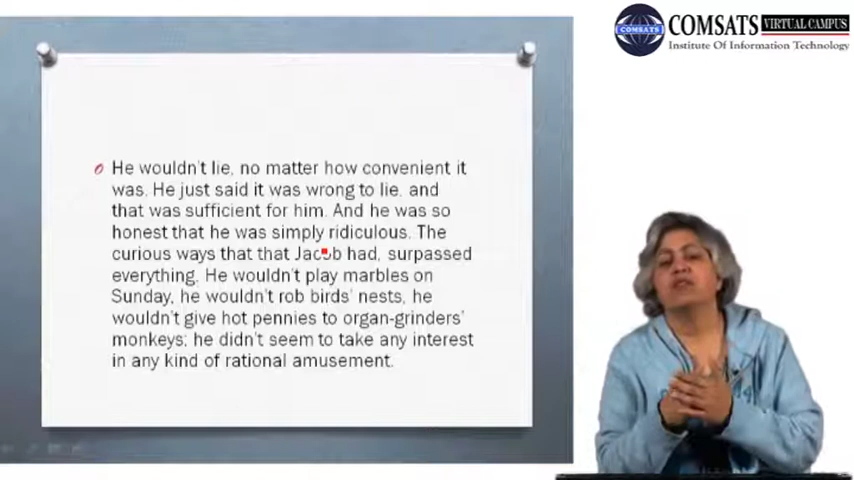 COMSATS
COMSATS VIRTUAL CAMPUS
Institute Of Information Technology
He wouldn't lie, no matter how convenient it
was. He just said it was wrong to lie, and
that was sufficient for him. And he was so
honest that he was simply ridiculous. The
curious ways that that Jacob had, surpassed
everything. He wouldn't play marbles on
Sunday, he wouldn't rob birds' nests, he
wouldn't give hot pennies to organ-grinders'
monkeys; he didn't seem to take any interest
in any kind of rational amusement.